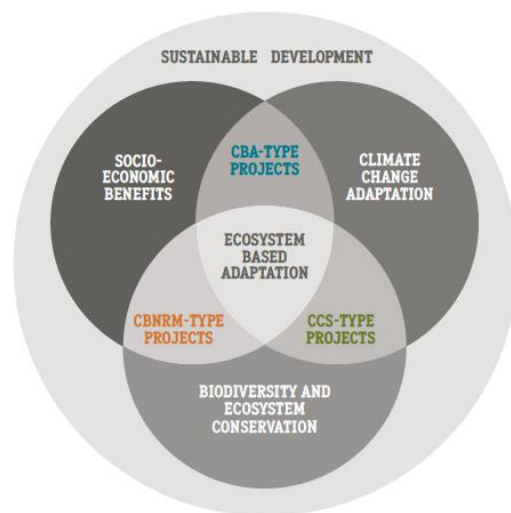 SUSTAINABLE DEVELOPMENT
CBA-TYPE
PROJECTS
SOCIO-
ECONOMIC
BENEFITS
CLIMATE
CHANGE
ADAPTATION
ECOSYSTEM
BASED
ADAPTATION
CBNRM-TYPE
PROJECTS
CCS-TYPE
PROJECTS
BIODIVERSITY AND
ECOSYSTEM
CONSERVATION